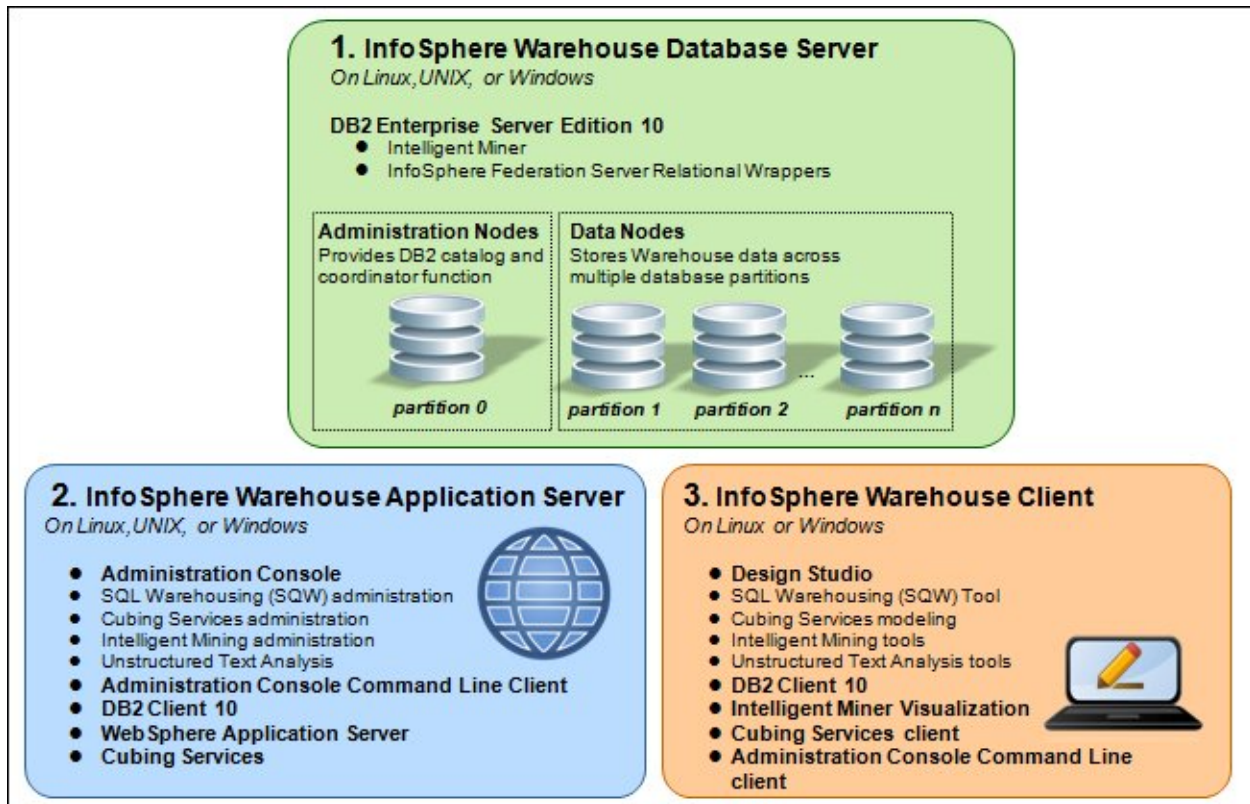 1. InfoSphere Warehouse Database Server
On Linux,UNIX, or Windows
DB2 Enterprise Server Edition 10
● Intelligent Miner
● InfoSphere Federation Server Relational Wrappers
Administration Nodes
Provides DB2 catalog and
coordinator function
partition 0
Data Nodes
Stores Warehouse data across
multiple database partitions
...
partition 1 partition 2 partition n
2. InfoSphere Warehouse Application Server
On Linux,UNIX, or Windows
● Administration Console
● SQL Warehousing (SQW) administration
● Cubing Services administration
● Intelligent Mining administration
● Unstructured Text Analysis
● Administration Console Command Line Client
● DB2 Client 10
● WebSphere Application Server
● Cubing Services
3. InfoSphere Warehouse Client
On Linux or Windows
● Design Studio
● SQL Warehousing (SQW) Tool
● Cubing Services modeling
● Intelligent Mining tools
● Unstructured Text Analysis tools
● DB2 Client 10
● Intelligent Miner Visualization
● Cubing Services client
● Administration Console Command Line
client